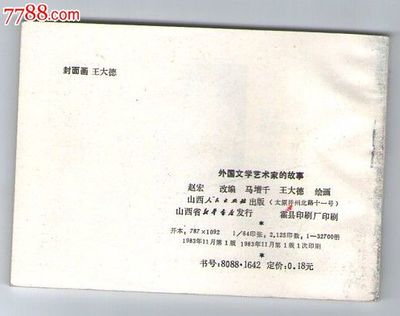 7788.com
封面画 王大德
外国文学艺术家的故事
赵宏 改编 马增千 王大德 绘画
山西人民出版社出版 (太原并州北路十一号)
山西省新华书店发行 霍县印刷厂印刷
*
开本：787×1092 1/64印张：2,125印数：1—32700册
1983年11月第1版 1983年11月第1版1次印刷
*
书号：8088·1642 定价：0.18元